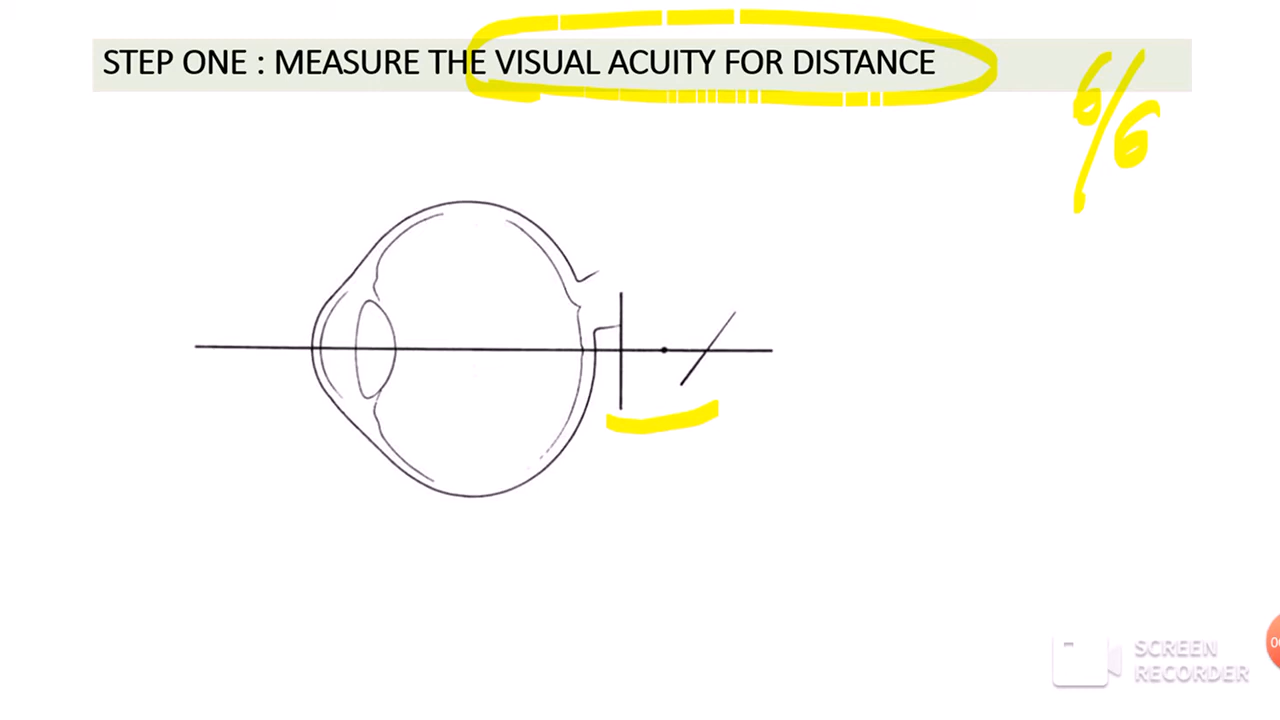 STEP ONE : MEASURE THE VISUAL ACUITY FOR DISTANCE
6/6
SCREEN
RECORDER